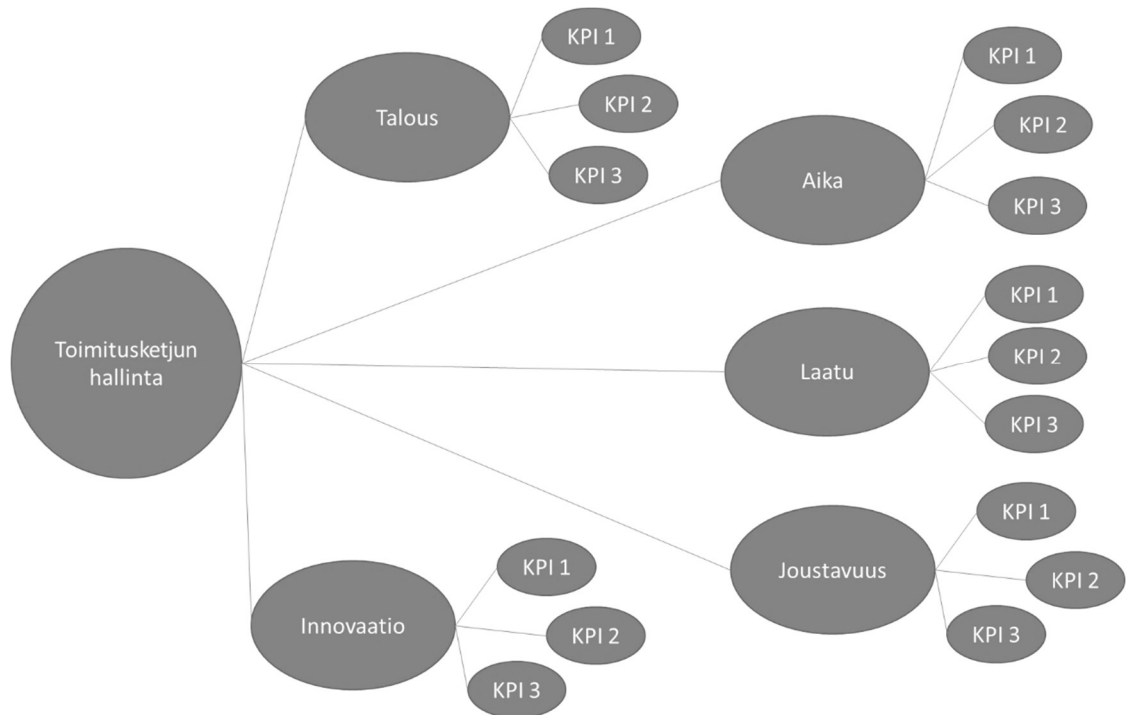 Toimitusketjun
hallinta
Talous
KPI 1
KPI 2
KPI 3
Aika
KPI 1
KPI 2
KPI 3
Laatu
KPI 1
KPI 2
KPI 3
Joustavuus
KPI 1
KPI 2
KPI 3
Innovaatio
KPI 1
KPI 2
KPI 3